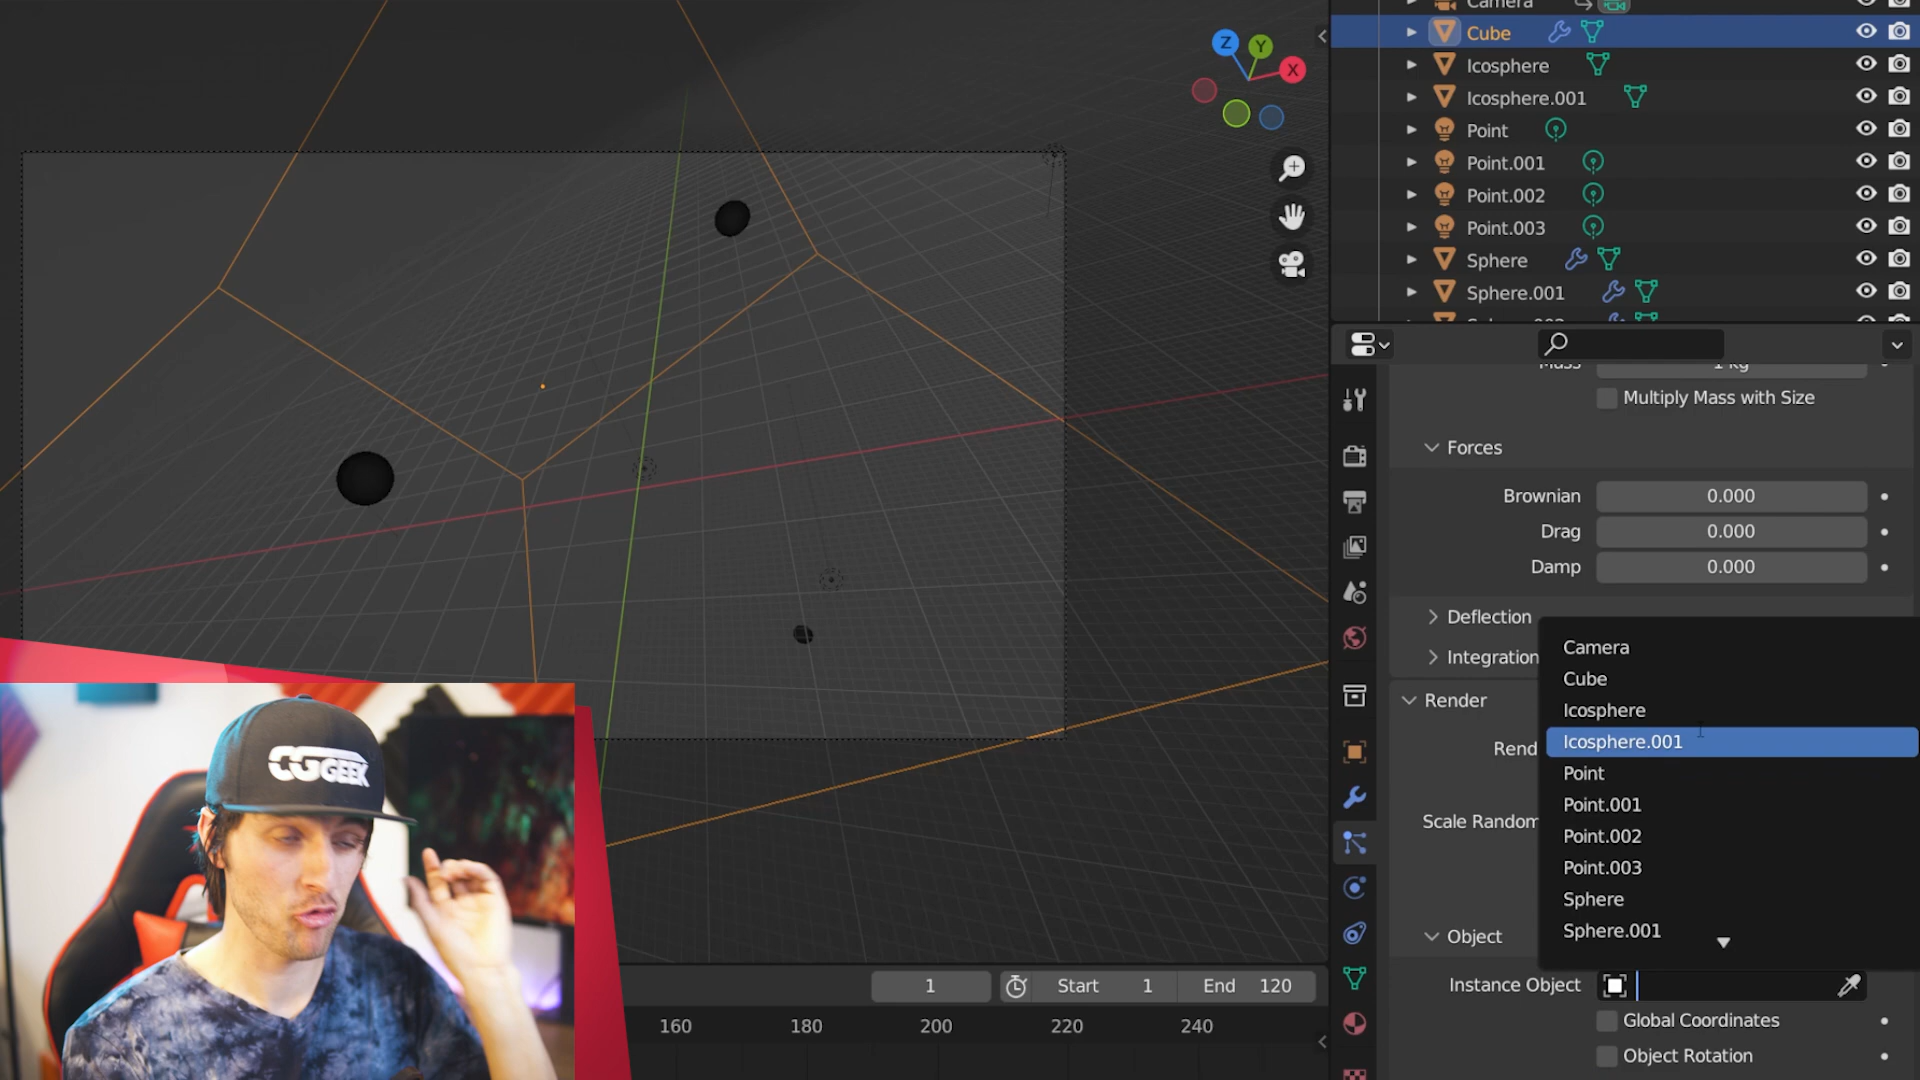 Camera
Cube
Icosphere
Icosphere.001
Point
Point.001
Point.002
Point.003
Sphere
Sphere.001
Z
Y
X
Mass
1 kg
Multiply Mass with Size
Forces
Brownian
0.000
Drag
0.000
Damp
0.000
Deflection
Integration
Render
Rend
Scale Random
Camera
Cube
Icosphere
Icosphere.001
Point
Point.001
Point.002
Point.003
Sphere
Sphere.001
Object
Instance Object
Global Coordinates
Object Rotation
1
Start 1
End 120
160 180 200 220 240
CGGEEK